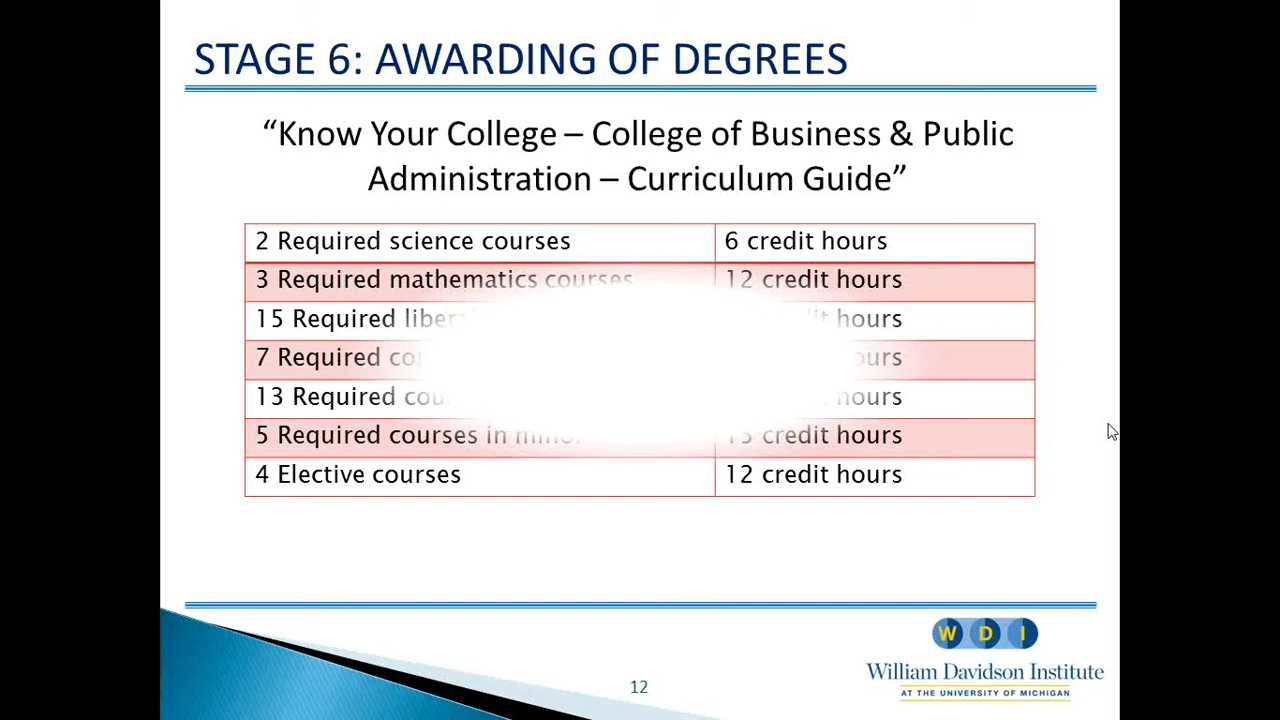 STAGE 6: AWARDING OF DEGREES
“Know Your College – College of Business & Public
Administration – Curriculum Guide”
2 Required science courses 6 credit hours
3 Required mathematics courses 12 credit hours
15 Required hours
7 Required
13 Required hours
5 Required courses in credit hours
4 Elective courses 12 credit hours
W D I
William Davidson Institute
AT THE UNIVERSITY OF MICHIGAN
12